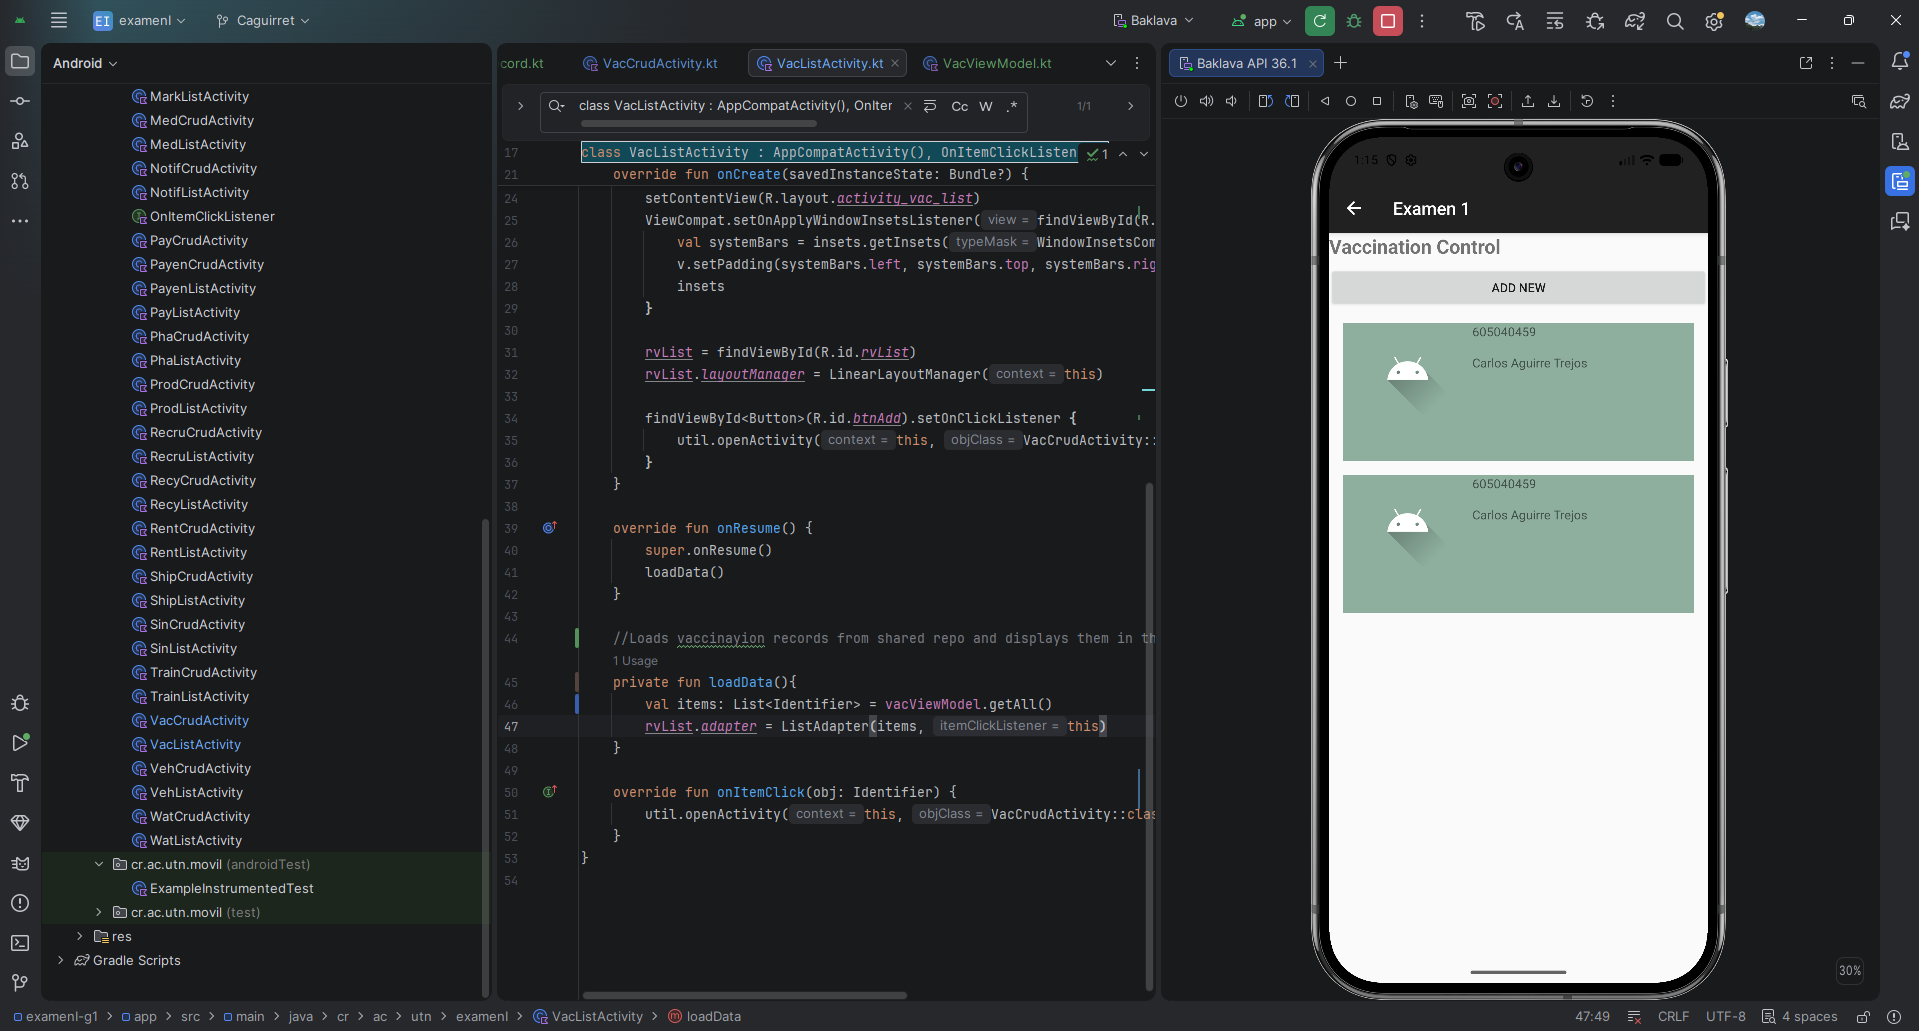 EI examenI
Caguirret
Baklava
app
Android
MarkListActivity
MedCrudActivity
MedListActivity
NotifCrudActivity
NotifListActivity
OnItemClickListener
PayCrudActivity
PayenCrudActivity
PayenListActivity
PayListActivity
PhaCrudActivity
PhaListActivity
ProdCrudActivity
ProdListActivity
RecruCrudActivity
RecruListActivity
RecyCrudActivity
RecyListActivity
RentCrudActivity
RentListActivity
ShipCrudActivity
ShipListActivity
SinCrudActivity
SinListActivity
TrainCrudActivity
TrainListActivity
VacCrudActivity
VacListActivity
VehCrudActivity
VehListActivity
WatCrudActivity
WatListActivity
cr.ac.utn.movil (androidTest)
ExampleInstrumentedTest
cr.ac.utn.movil (test)
res
Gradle Scripts
cord.kt VacCrudActivity.kt VacListActivity.kt VacViewModel.kt
class VacListActivity : AppCompatActivity(), OnIter Cc W .* 1/1
17 class VacListActivity : AppCompatActivity(), OnItemClickListen 1
21 override fun onCreate(savedInstanceState: Bundle?) {
24 setContentView(R.layout.activity_vac_list)
25 ViewCompat.setOnApplyWindowInsetsListener( view = findViewById(R.
26 val systemBars = insets.getInsets( typeMask = WindowInsetsCom
27 v.setPadding(systemBars.left, systemBars.top, systemBars.rig
28 insets
29 }
30
31 rvList = findViewById(R.id.rvList)
32 rvList.layoutManager = LinearLayoutManager( context = this)
33
34 findViewById<Button>(R.id.btnAdd).setOnClickListener {
35 util.openActivity( context = this, objClass = VacCrudActivity::
36 }
37 }
38
39 override fun onResume() {
40 super.onResume()
41 loadData()
42 }
43
44 //Loads vaccinayion records from shared repo and displays them in th
1 Usage
45 private fun loadData(){
46 val items: List<Identifier> = vacViewModel.getAll()
47 rvList.adapter = ListAdapter(items, itemClickListener = this)
48 }
49
50 override fun onItemClick(obj: Identifier) {
51 util.openActivity( context = this, objClass = VacCrudActivity::clas
52 }
53 }
54
Baklava API 36.1
1:15
Examen 1
Vaccination Control
ADD NEW
605040459
Carlos Aguirre Trejos
605040459
Carlos Aguirre Trejos
30%
examenI-g1 > app > src > main > java > cr > ac > utn > examenI > VacListActivity > loadData
47:49 CRLF UTF-8 4 spaces